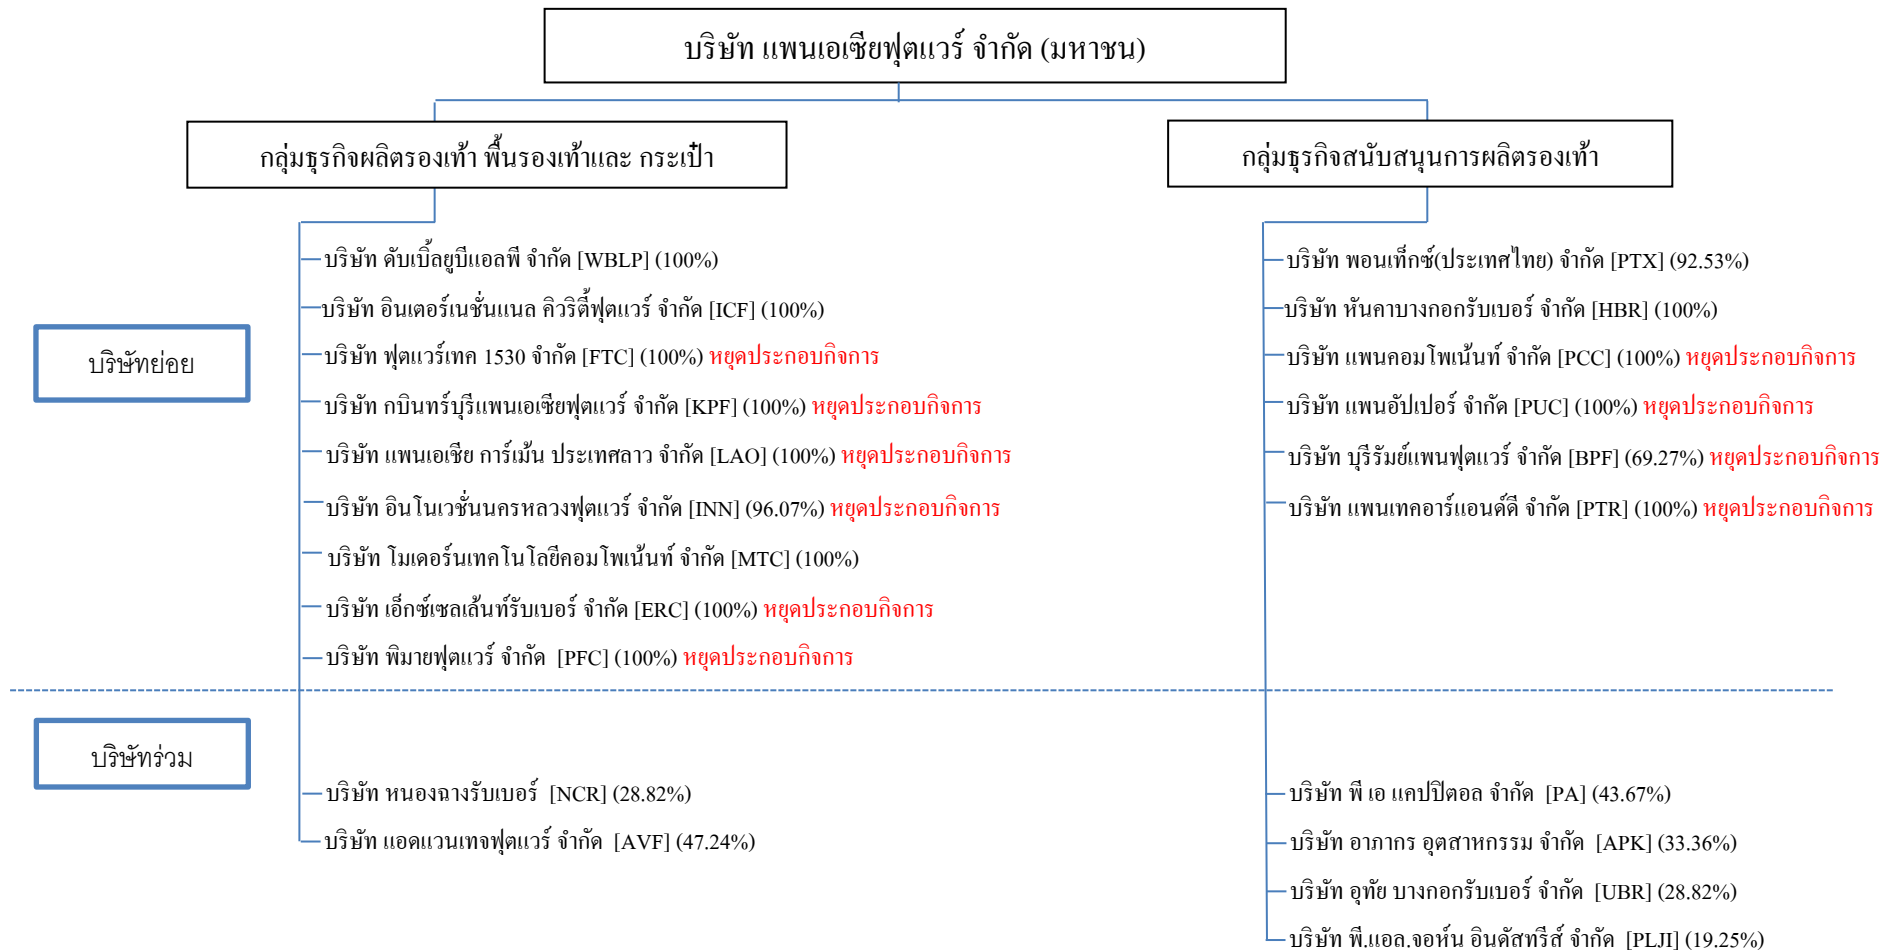 บริษัท แพนเอเซียฟุตแวร์ จำกัด (มหาชน)
กลุ่มธุรกิจผลิตรองเท้า พื้นรองเท้าและ กระเป๋า
บริษัทย่อย
บริษัท ดับเบิ้ลยูบีแอลพี จำกัด [WBLP] (100%)
บริษัท อินเตอร์เนชั่นแนล คิวริตี้ฟุตแวร์ จำกัด [ICF] (100%)
บริษัท ฟุตแวร์เทค 1530 จำกัด [FTC] (100%) หยุดประกอบกิจการ
บริษัท กบินทร์บุรีแพนเอเซียฟุตแวร์ จำกัด [KPF] (100%) หยุดประกอบกิจการ
บริษัท แพนเอเชีย การ์เม้น ประเทศลาว จำกัด [LAO] (100%) หยุดประกอบกิจการ
บริษัท อินโนเวชั่นนครหลวงฟุตแวร์ จำกัด [INN] (96.07%) หยุดประกอบกิจการ
บริษัท โมเดอร์นเทคโนโลยีคอมโพเน้นท์ จำกัด [MTC] (100%)
บริษัท เอ็กซ์เซลเล้นท์รับเบอร์ จำกัด [ERC] (100%) หยุดประกอบกิจการ
บริษัท พิมายฟุตแวร์ จำกัด [PFC] (100%) หยุดประกอบกิจการ
บริษัทร่วม
บริษัท หนองฉางรับเบอร์ [NCR] (28.82%)
บริษัท แอดแวนเทจฟุตแวร์ จำกัด [AVF] (47.24%)
กลุ่มธุรกิจสนับสนุนการผลิตรองเท้า
บริษัท พอนเท็กซ์(ประเทศไทย) จำกัด [PTX] (92.53%)
บริษัท หันคาบางกอกรับเบอร์ จำกัด [HBR] (100%)
บริษัท แพนคอมโพเน้นท์ จำกัด [PCC] (100%) หยุดประกอบกิจการ
บริษัท แพนอัปเปอร์ จำกัด [PUC] (100%) หยุดประกอบกิจการ
บริษัท บุรีรัมย์แพนฟุตแวร์ จำกัด [BPF] (69.27%) หยุดประกอบกิจการ
บริษัท แพนเทคอาร์แอนด์ดี จำกัด [PTR] (100%) หยุดประกอบกิจการ
บริษัท พี เอ แคปปิตอล จำกัด [PA] (43.67%)
บริษัท อาภากร อุตสาหกรรม จำกัด [APK] (33.36%)
บริษัท อุทัย บางกอกรับเบอร์ จำกัด [UBR] (28.82%)
บริษัท พี.แอล.จอห์น อินดัสทรีส์ จำกัด [PLJI] (19.25%)